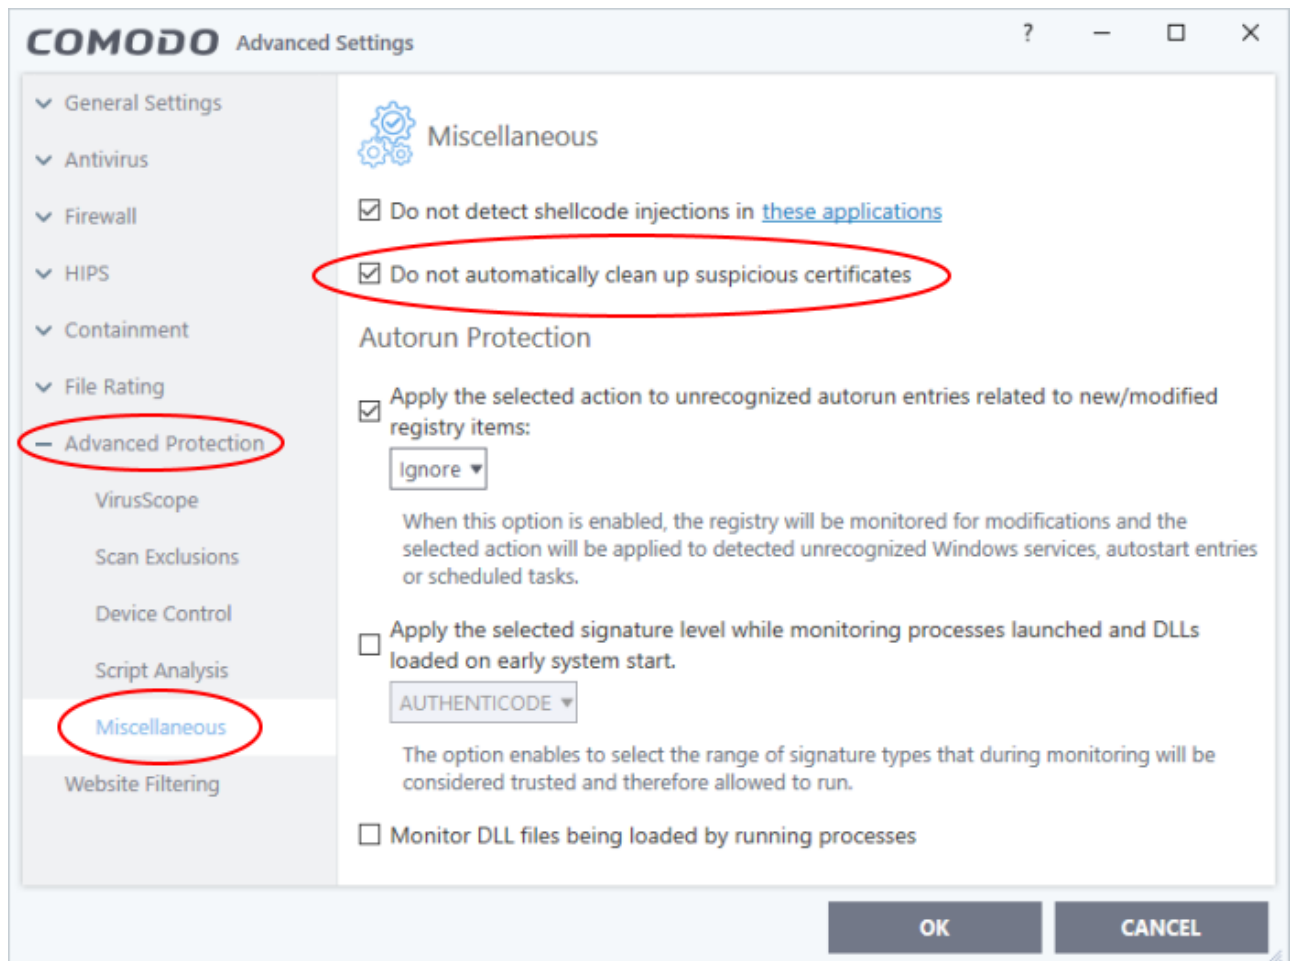 COMODO Advanced Settings
?
General Settings
Antivirus
Firewall
HIPS
Containment
File Rating
Advanced Protection
VirusScope
Scan Exclusions
Device Control
Script Analysis
Miscellaneous
Website Filtering
Miscellaneous
Do not detect shellcode injections in these applications
Do not automatically clean up suspicious certificates
Autorun Protection
Apply the selected action to unrecognized autorun entries related to new/modified
registry items:
Ignore
When this option is enabled, the registry will be monitored for modifications and the
selected action will be applied to detected unrecognized Windows services, autostart entries
or scheduled tasks.
Apply the selected signature level while monitoring processes launched and DLLs
loaded on early system start.
AUTHENTICODE
The option enables to select the range of signature types that during monitoring will be
considered trusted and therefore allowed to run.
Monitor DLL files being loaded by running processes
OK
CANCEL